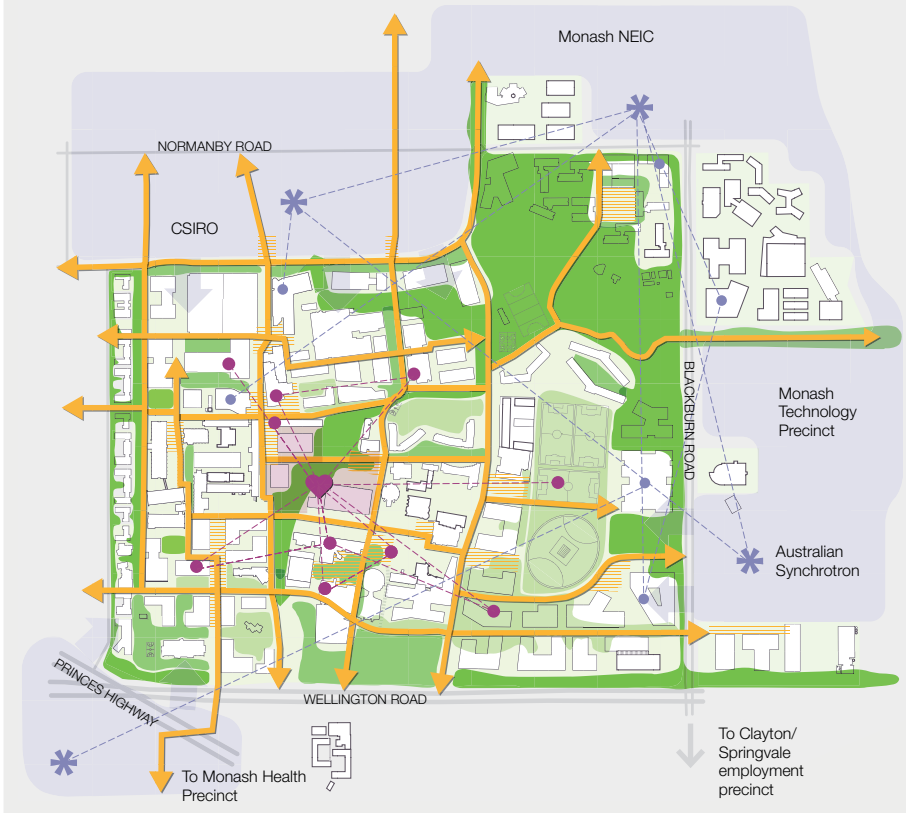 Monash NEIC
NORMANBY ROAD
CSIRO
BLACKBURN ROAD
Monash
Technology
Precinct
Australian
Synchrotron
PRINCES HIGHWAY
WELLINGTON ROAD
To Monash Health
Precinct
To Clayton/
Springvale
employment
precinct